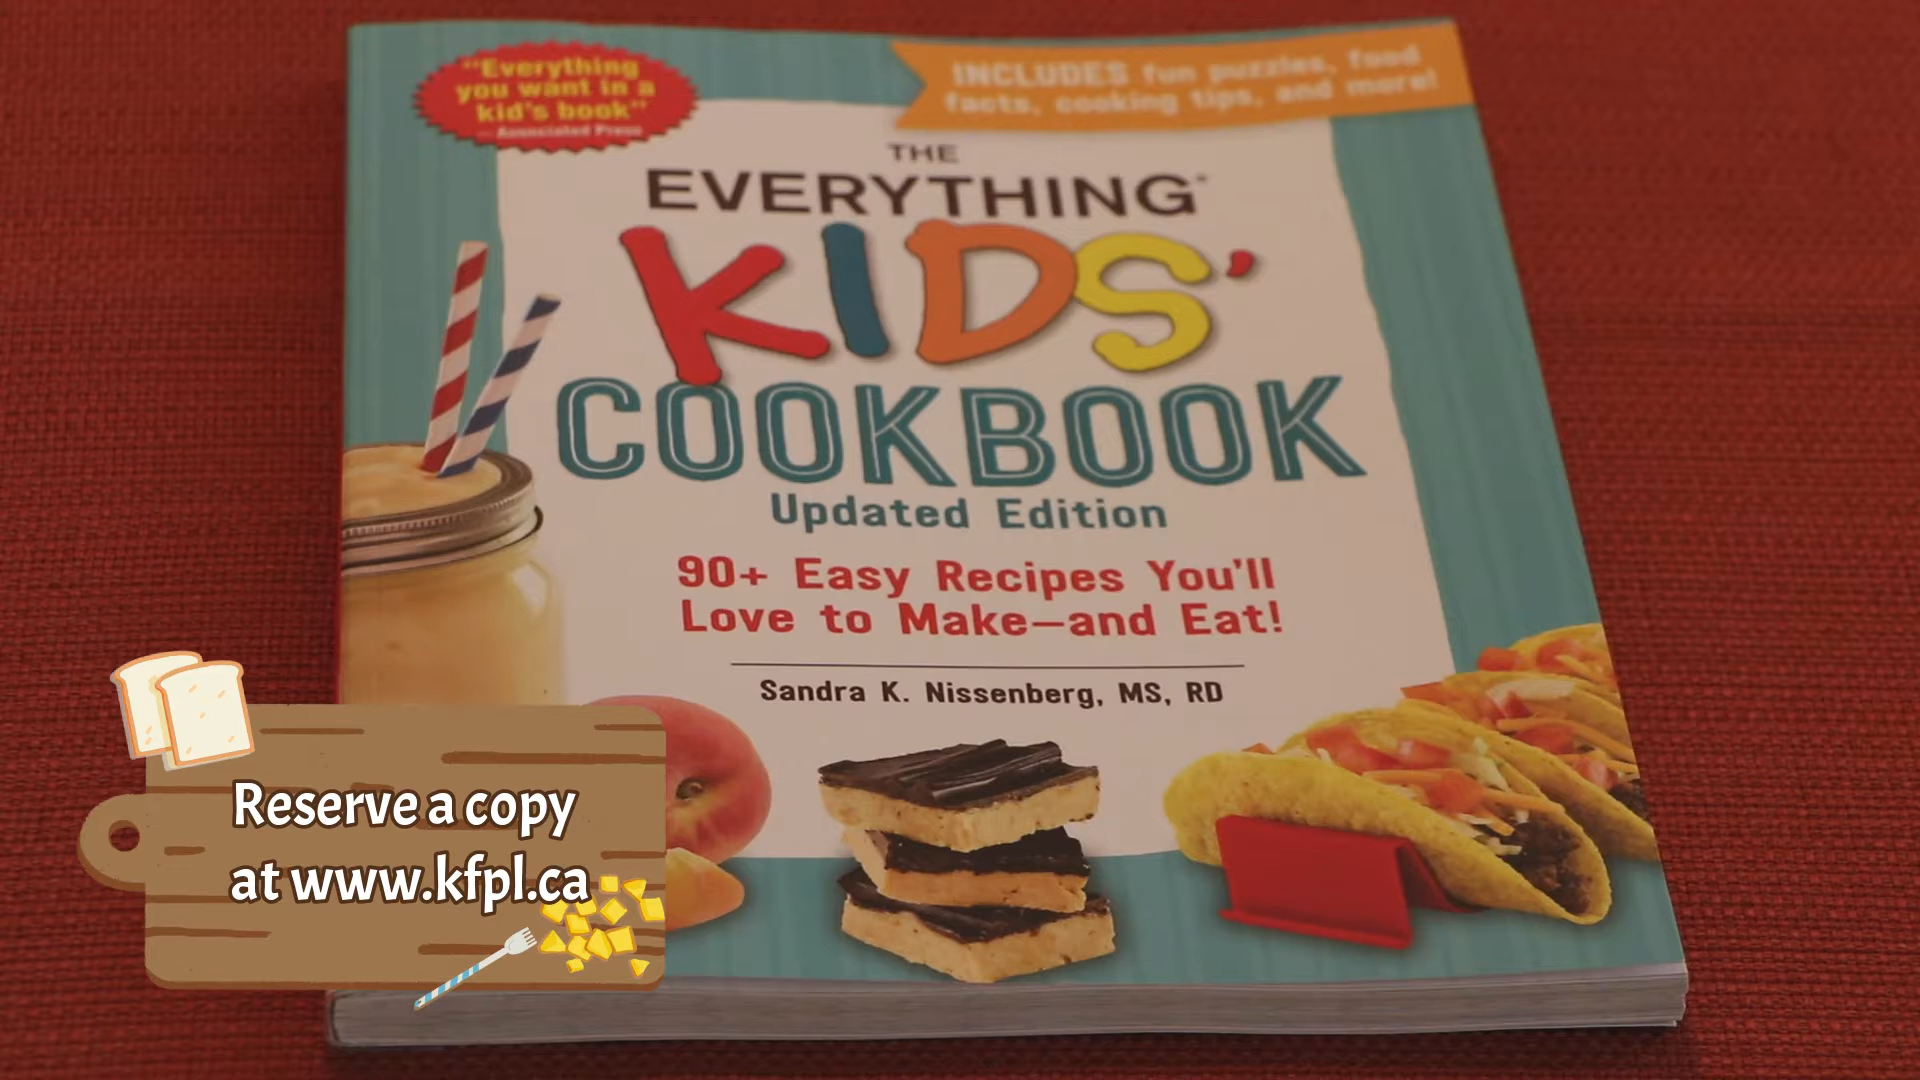 "Everything
you want in a
kid's book"
—Associated Press
INCLUDES fun puzzles, food
facts, cooking tips, and more!
THE
EVERYTHING®
KIDS'
COOKBOOK
Updated Edition
90+ Easy Recipes You'll
Love to Make—and Eat!
Sandra K. Nissenberg, MS, RD
Reserve a copy
at www.kfpl.ca